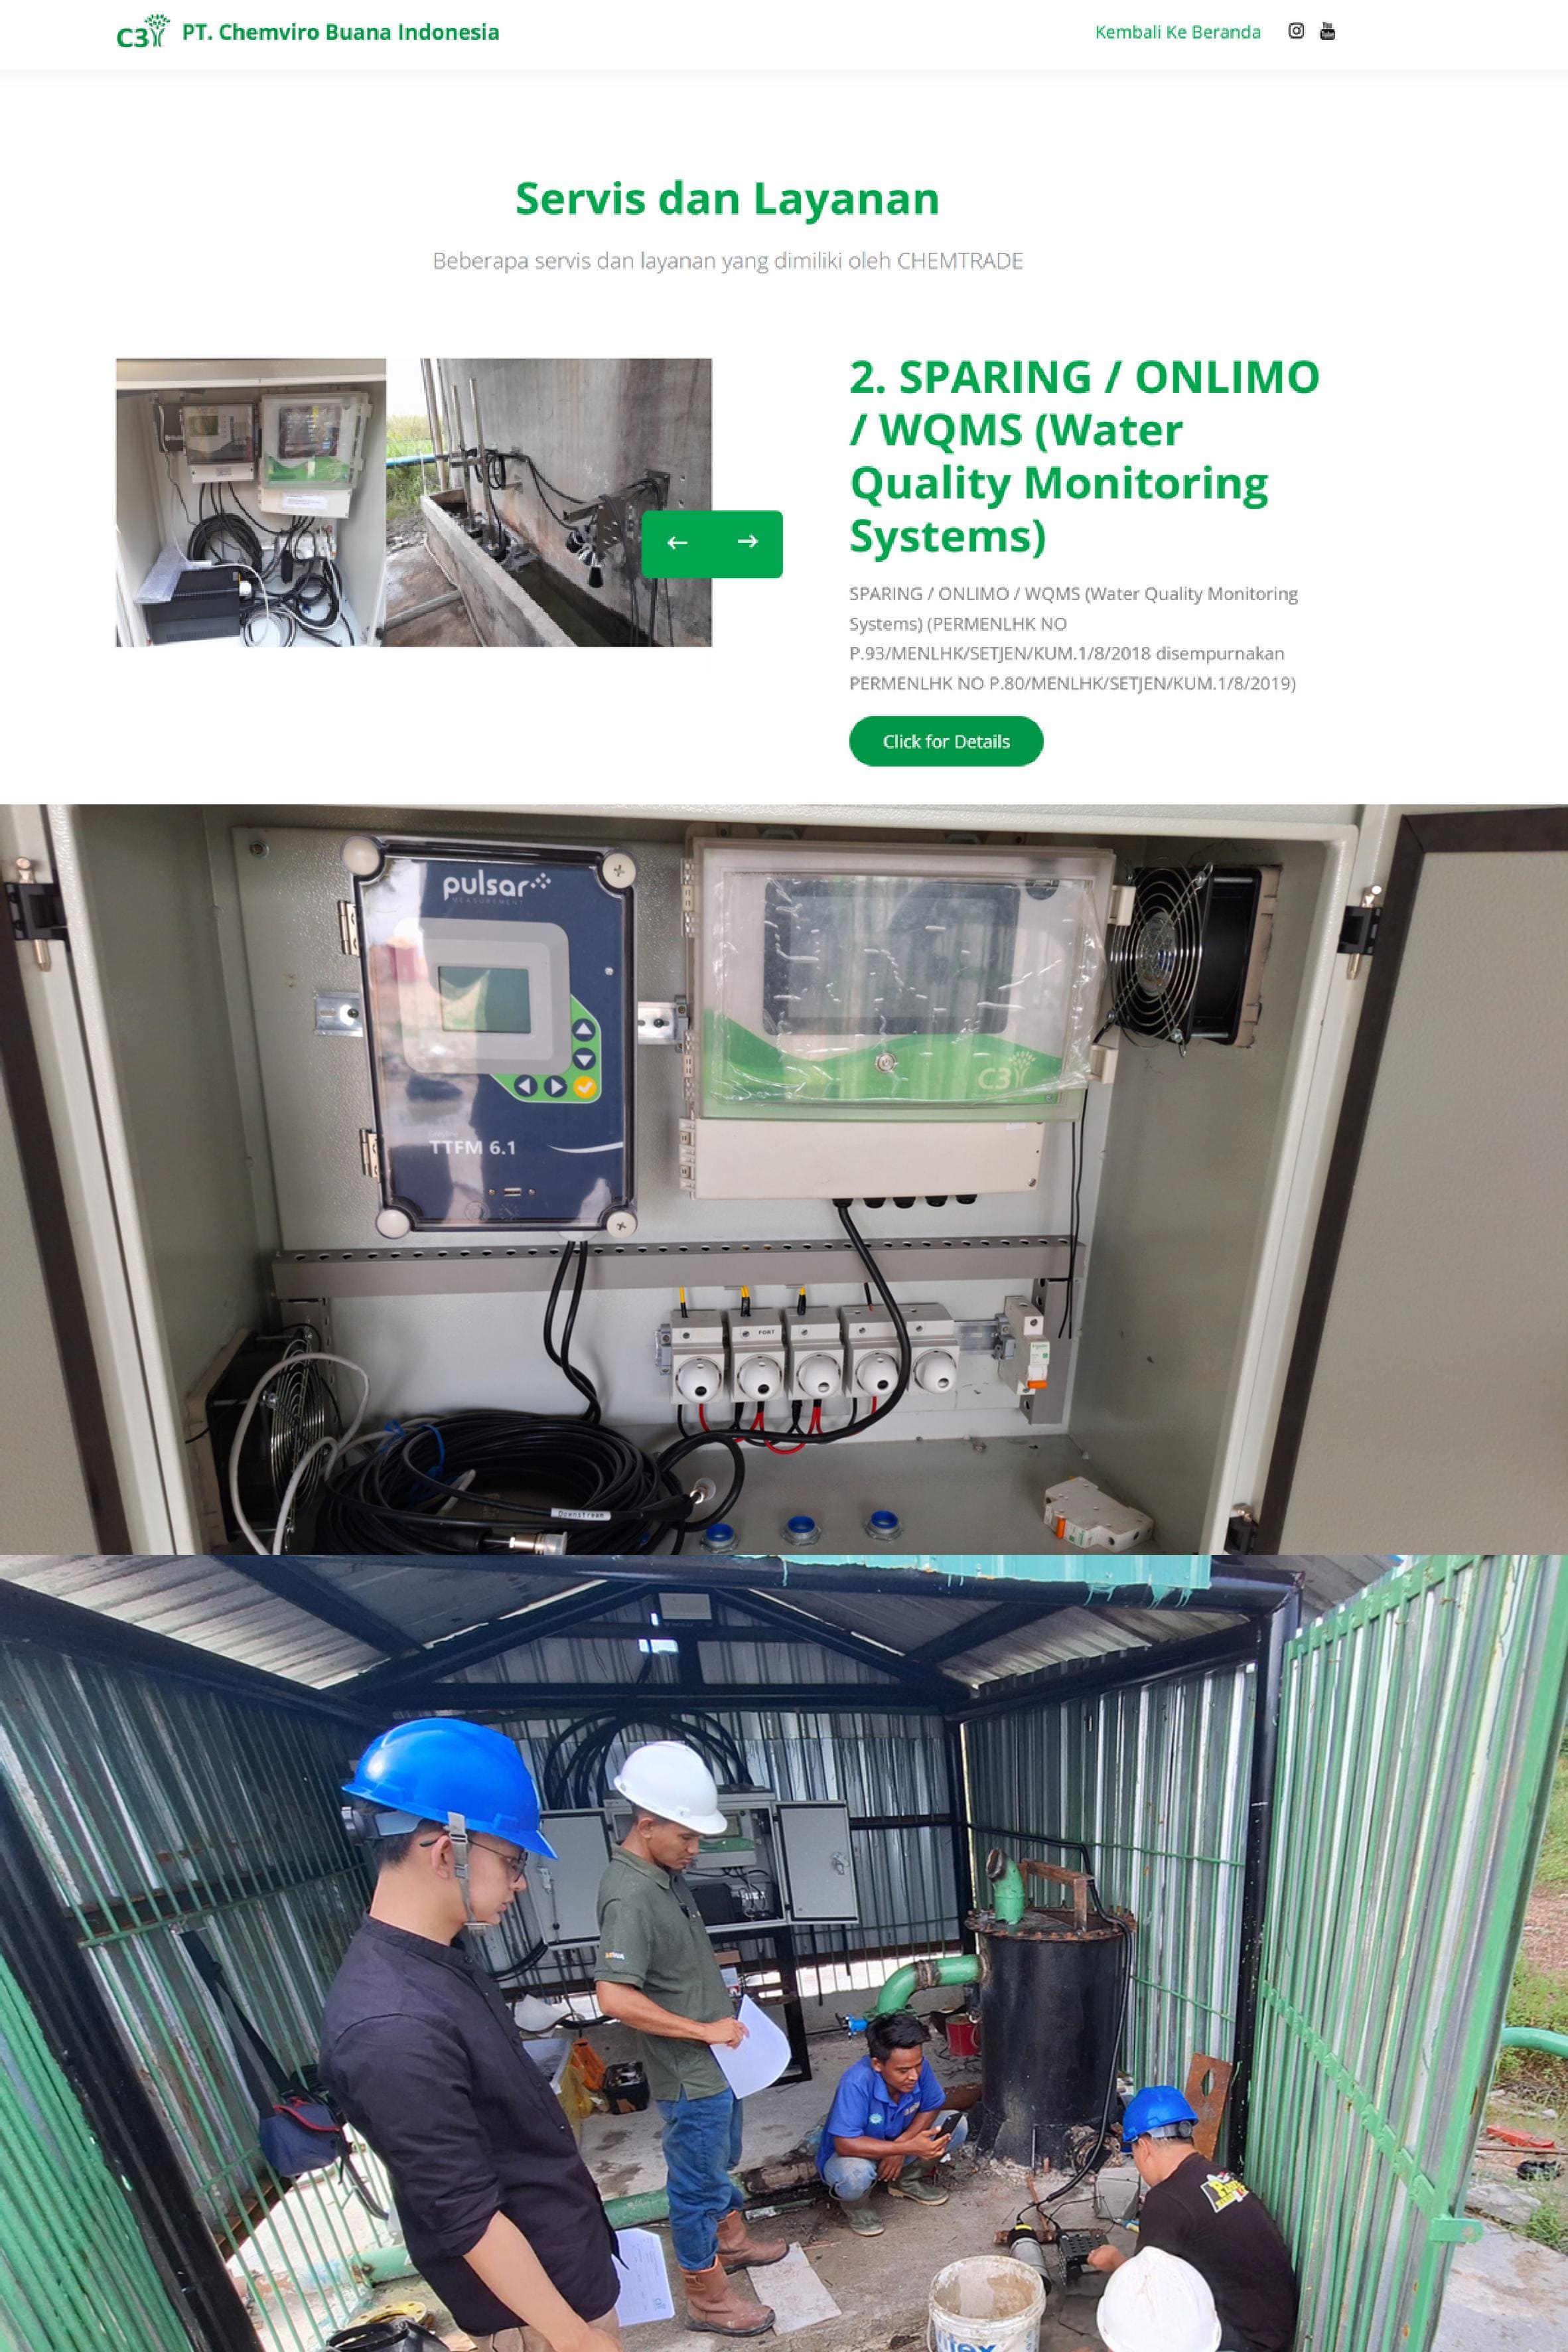 C3 PT. Chemviro Buana Indonesia
Kembali Ke Beranda
You
Tube
Servis dan Layanan
Beberapa servis dan layanan yang dimiliki oleh CHEMTRADE
2. SPARING / ONLIMO
/ WQMS (Water
Quality Monitoring
Systems)
SPARING / ONLIMO / WQMS (Water Quality Monitoring
Systems) (PERMENLHK NO
P.93/MENLHK/SETJEN/KUM.1/8/2018 disempurnakan
PERMENLHK NO P.80/MENLHK/SETJEN/KUM.1/8/2019)
Click for Details
pulsar
MEASUREMENT
C3
TTFM 6.1
FORT
Downstream